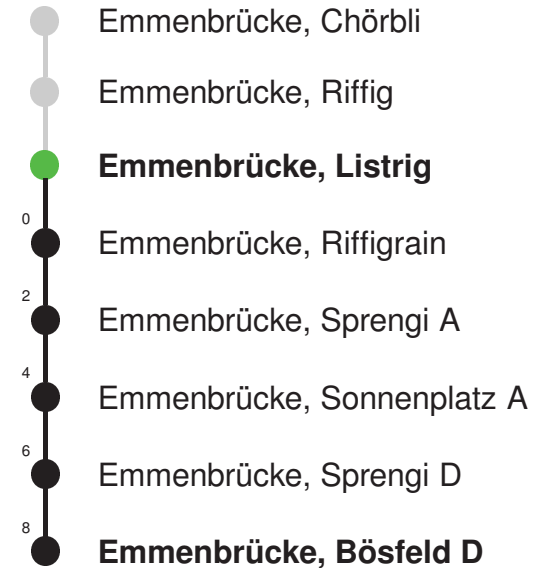 Emmenbrücke, Chörbli
Emmenbrücke, Riffig
Emmenbrücke, Listrig
0
Emmenbrücke, Riffigrain
2
Emmenbrücke, Sprengi A
4
Emmenbrücke, Sonnenplatz A
6
Emmenbrücke, Sprengi D
8
Emmenbrücke, Bösfeld D